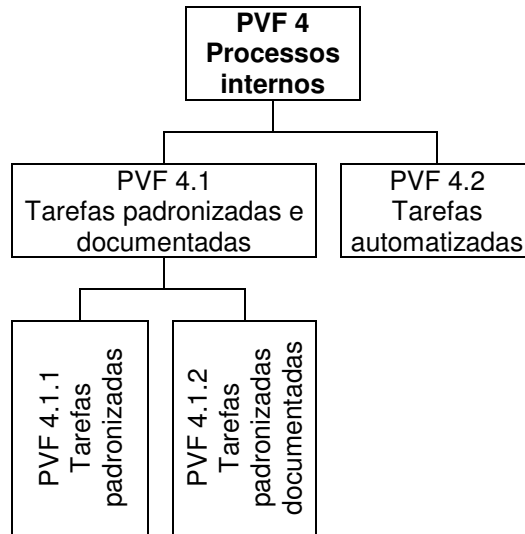 PVF 4
Processos
internos
PVF 4.1
Tarefas padronizadas e
documentadas
PVF 4.2
Tarefas
automatizadas
PVF 4.1.1
Tarefas
padronizadas
PVF 4.1.2
Tarefas
padronizadas
documentadas